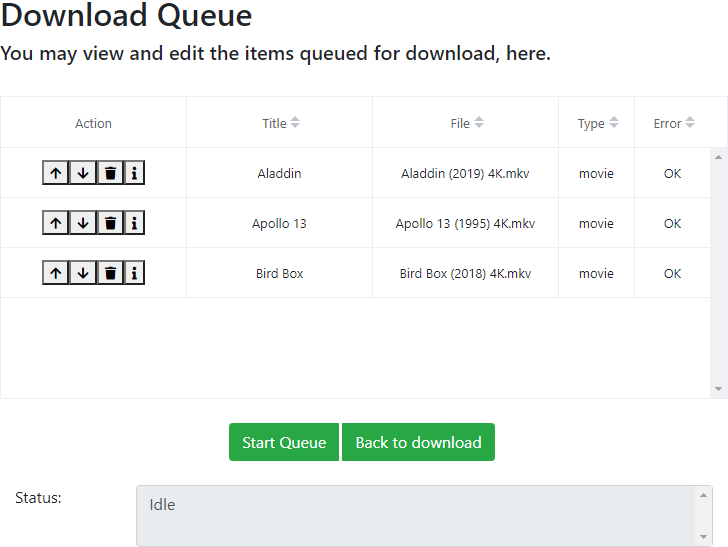 Download Queue
You may view and edit the items queued for download, here.
Action Title File Type Error
Aladdin Aladdin (2019) 4K.mkv movie OK
Apollo 13 Apollo 13 (1995) 4K.mkv movie OK
Bird Box Bird Box (2018) 4K.mkv movie OK
Start Queue Back to download
Status: Idle